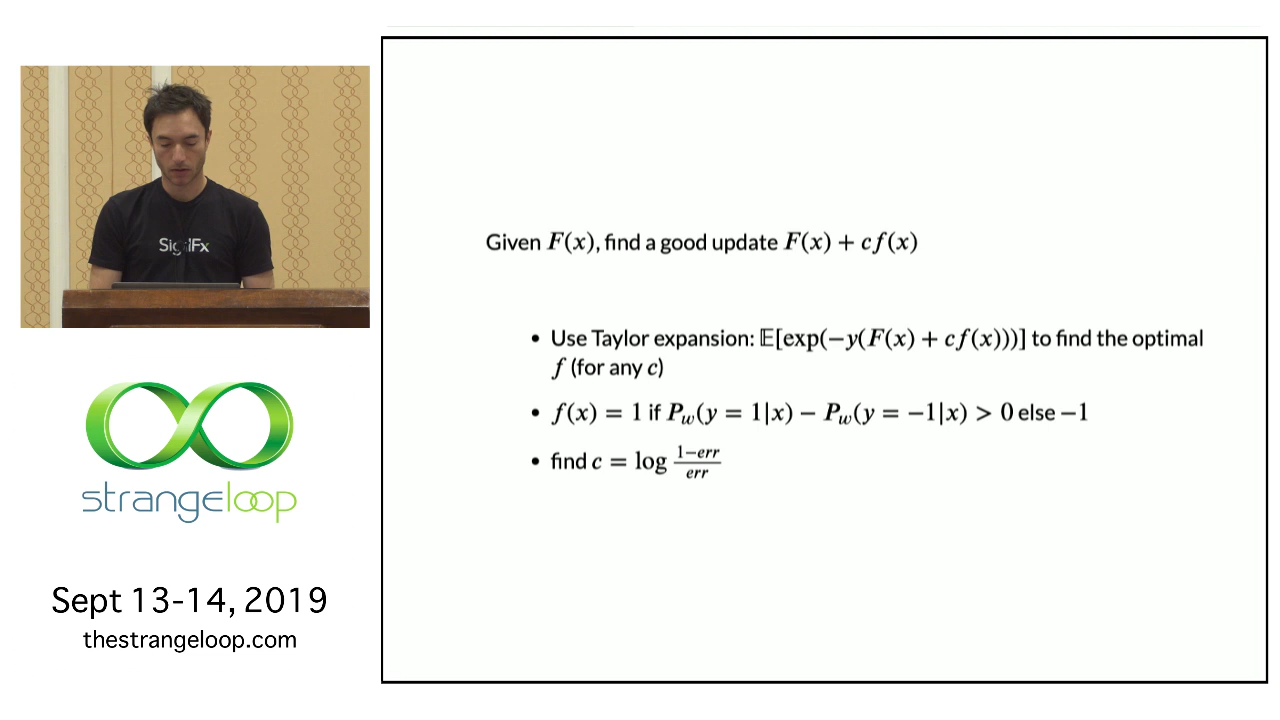 SignalFx
strangeloop
Sept 13-14, 2019
thestrangeloop.com
Given F(x), find a good update F(x) + cf(x)
• Use Taylor expansion: 𝔼[exp(−y(F(x) + cf(x)))] to find the optimal
f (for any c)
• f(x) = 1 if P_w(y = 1|x) − P_w(y = −1|x) > 0 else −1
• find c = log \frac{1−err}{err}